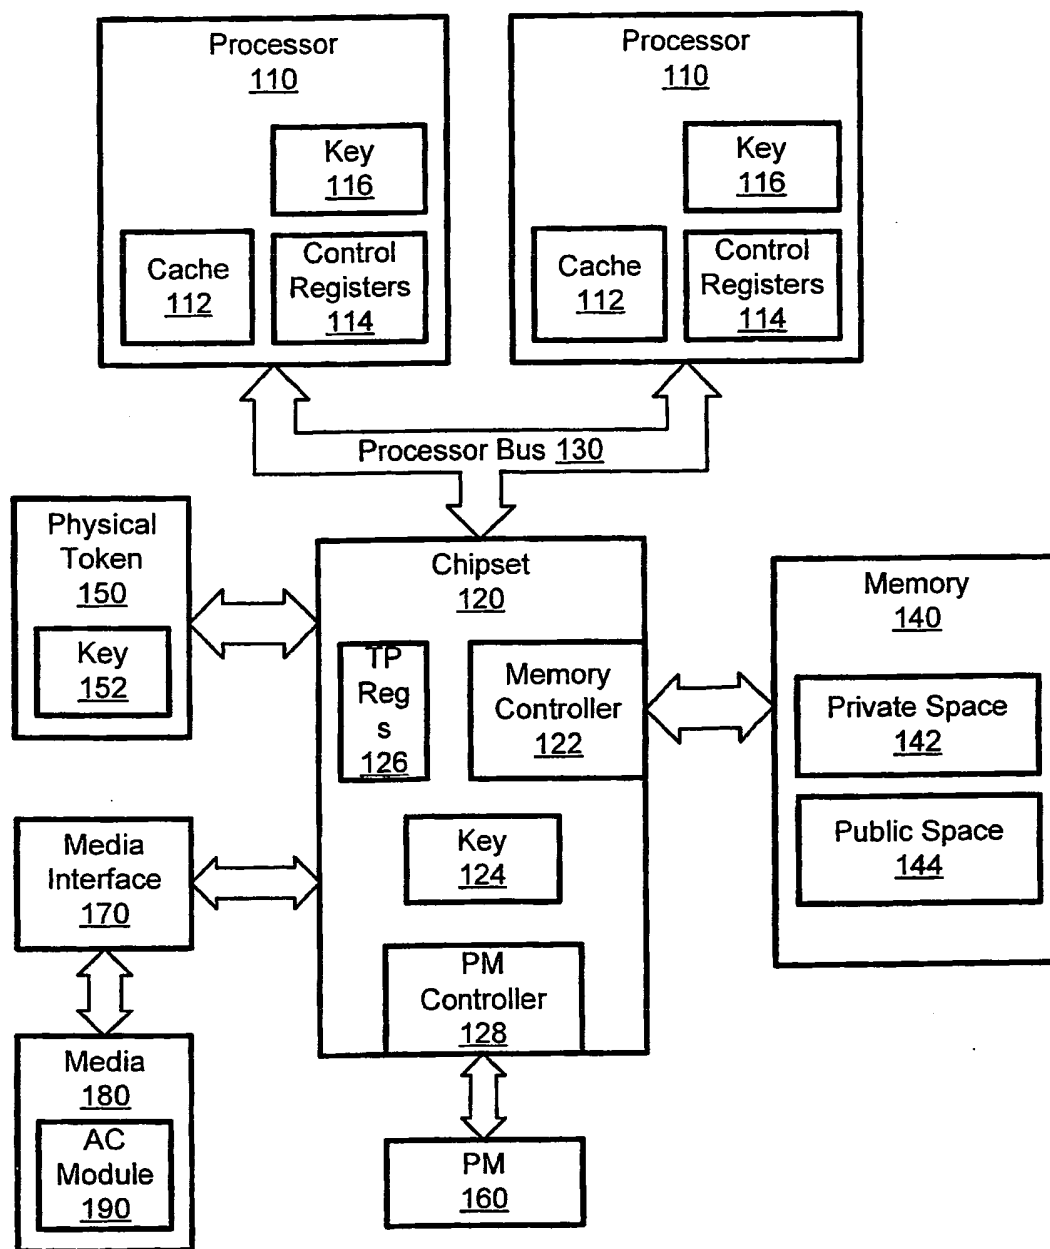 Processor
110
Key
116
Cache
112
Control
Registers
114
Processor
110
Key
116
Cache
112
Control
Registers
114
Processor Bus 130
Physical
Token
150
Key
152
Chipset
120
TP
Reg
s
126
Memory
Controller
122
Key
124
PM
Controller
128
Memory
140
Private Space
142
Public Space
144
Media
Interface
170
Media
180
AC
Module
190
PM
160